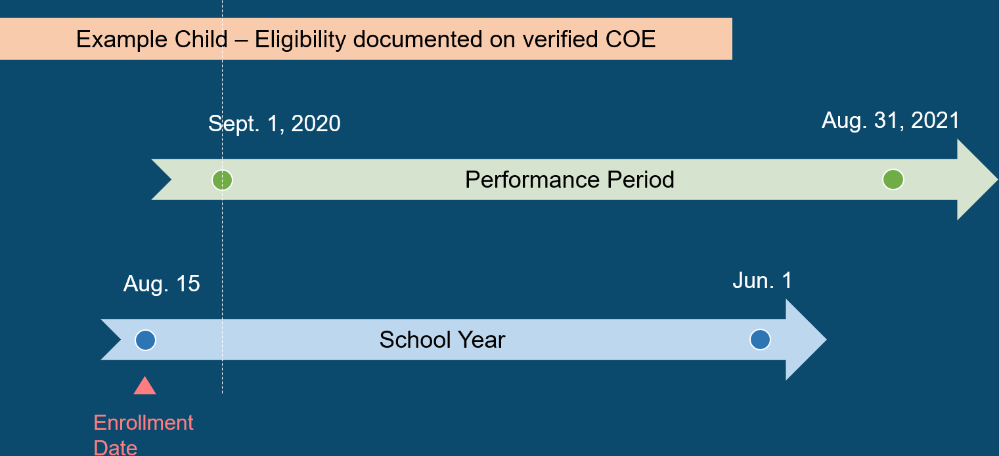 Example Child – Eligibility documented on verified COE
Sept. 1, 2020
Aug. 31, 2021
Performance Period
Aug. 15
Jun. 1
School Year
Enrollment
Date